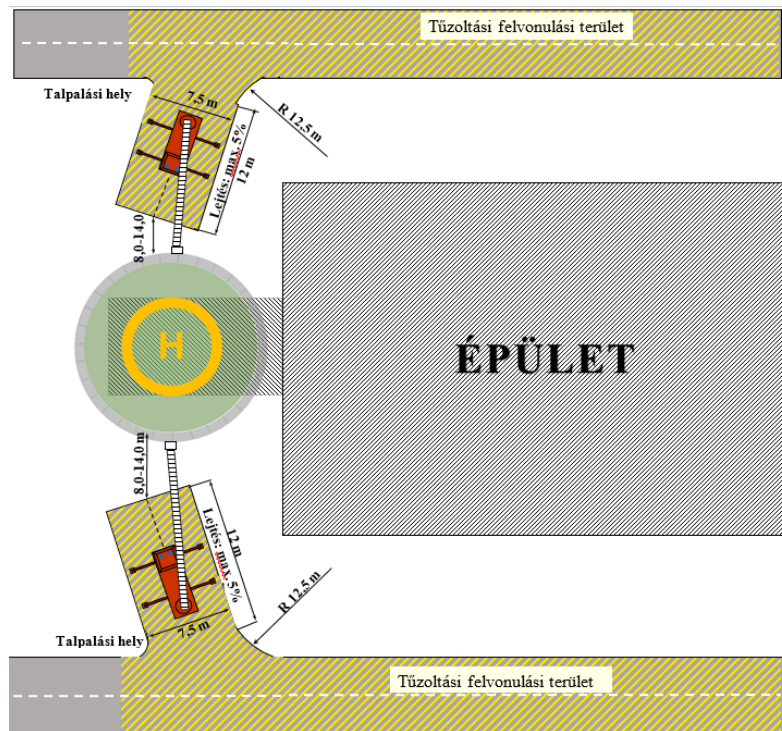 Tűzoltási felvonulási terület
Talpalási hely
7,5 m
R 12,5 m
Lejtés: max. 5%
12 m
8,0-14,0
H
ÉPÜLET
8,0-14,0 m
12 m
Lejtés: max. 5%
R 12,5 m
7,5 m
Talpalási hely
Tűzoltási felvonulási terület